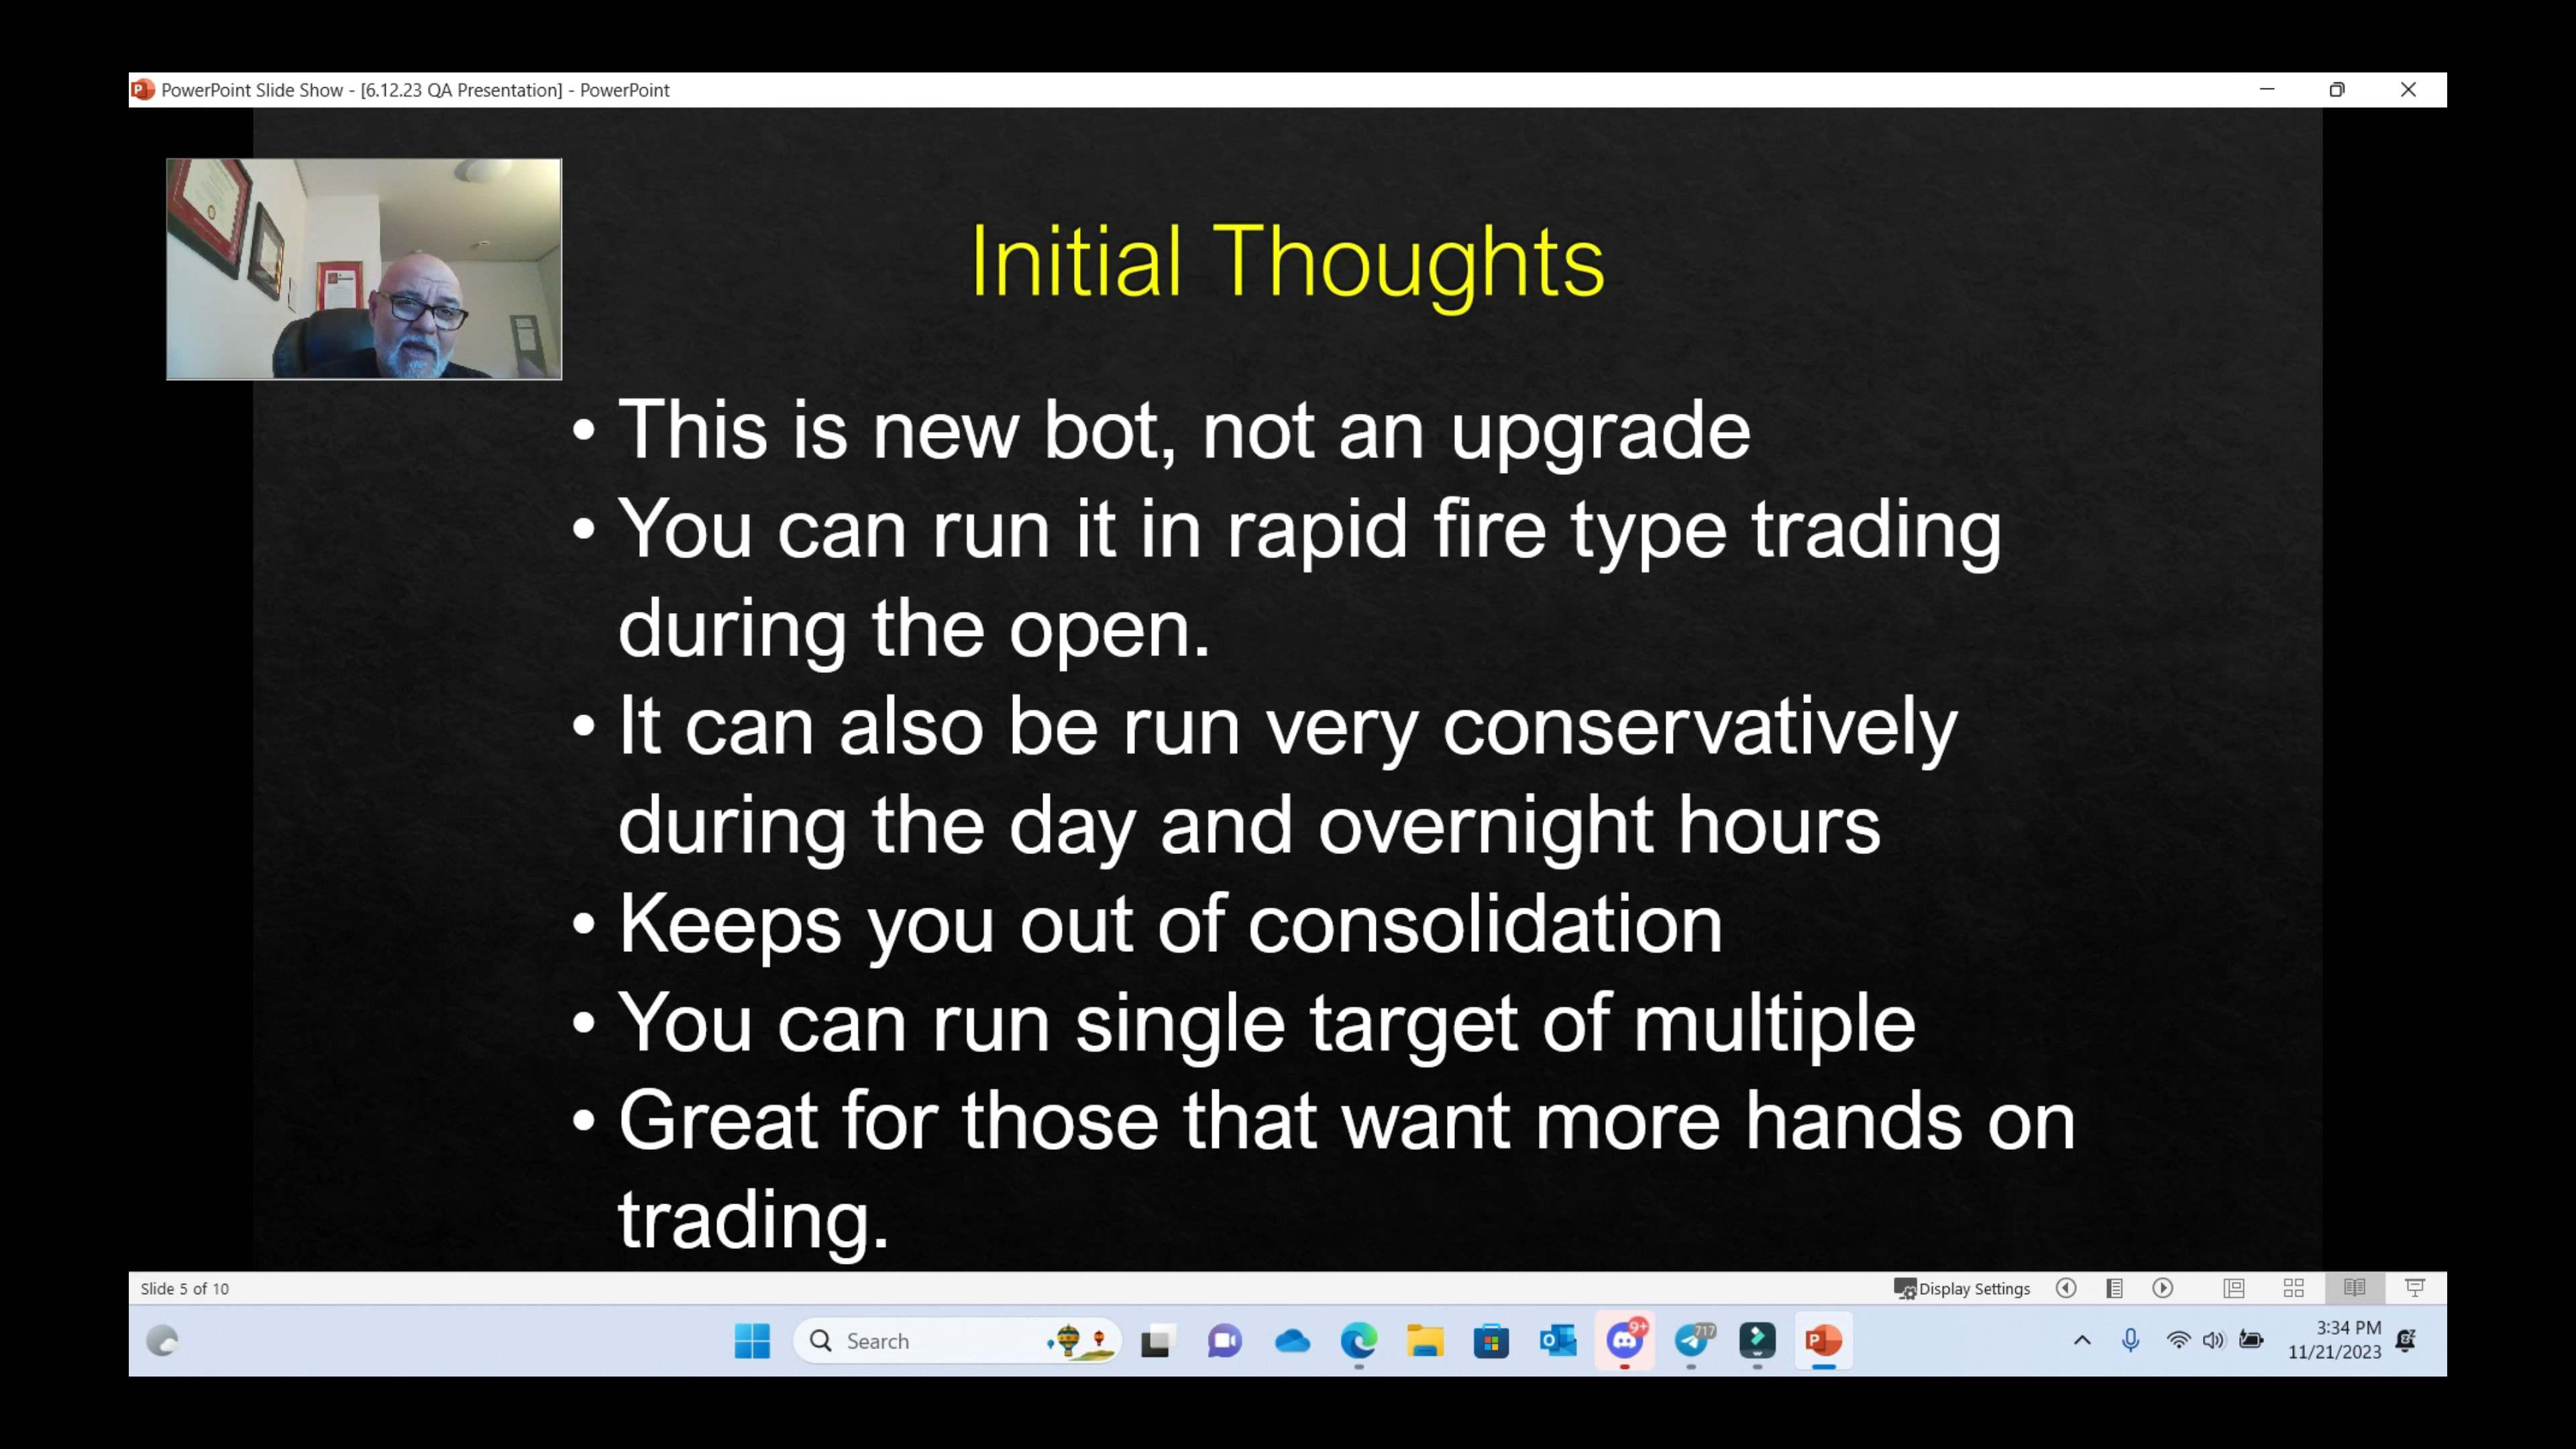 PowerPoint Slide Show - [6.12.23 QA Presentation] - PowerPoint
Initial Thoughts
• This is new bot, not an upgrade
• You can run it in rapid fire type trading
during the open.
• It can also be run very conservatively
during the day and overnight hours
• Keeps you out of consolidation
• You can run single target of multiple
• Great for those that want more hands on
trading.
Slide 5 of 10
Display Settings
Search
9+
717
3:34 PM
11/21/2023